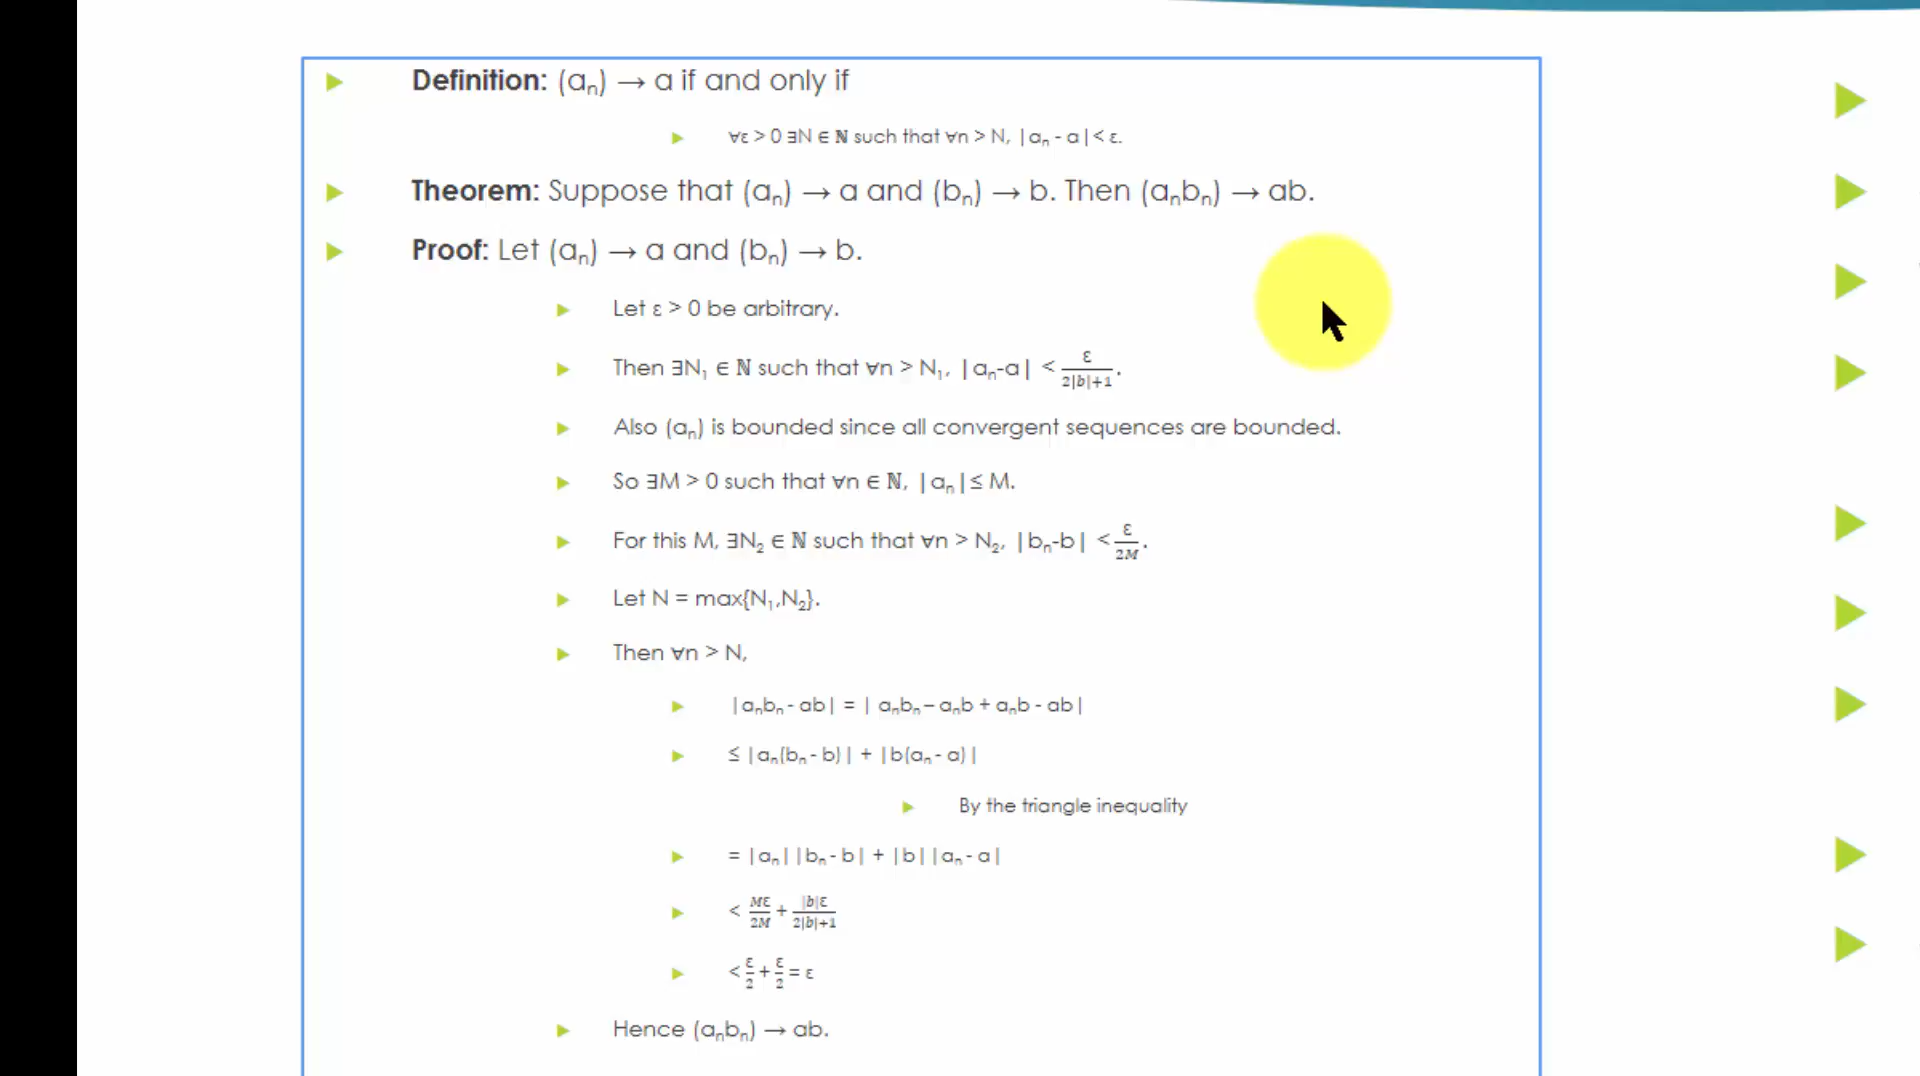 Definition: (aₙ) → a if and only if
∀ε > 0 ∃N ∈ ℕ such that ∀n > N, |aₙ - a|< ε.
Theorem: Suppose that (aₙ) → a and (bₙ) → b. Then (aₙbₙ) → ab.
Proof: Let (aₙ) → a and (bₙ) → b.
Let ε > 0 be arbitrary.
Then ∃N₁ ∈ ℕ such that ∀n > N₁, |aₙ-a| < ε/(2|b|+1).
Also (aₙ) is bounded since all convergent sequences are bounded.
So ∃M > 0 such that ∀n ∈ ℕ, |aₙ|≤ M.
For this M, ∃N₂ ∈ ℕ such that ∀n > N₂, |bₙ-b| < ε/(2M).
Let N = max{N₁,N₂}.
Then ∀n > N,
|aₙbₙ - ab| = | aₙbₙ – aₙb + aₙb - ab|
≤ |aₙ(bₙ - b)| + |b(aₙ - a)|
By the triangle inequality
= |aₙ||bₙ - b| + |b||aₙ - a|
< Mε/(2M) + |b|ε/(2|b|+1)
< ε/2 + ε/2 = ε
Hence (aₙbₙ) → ab.